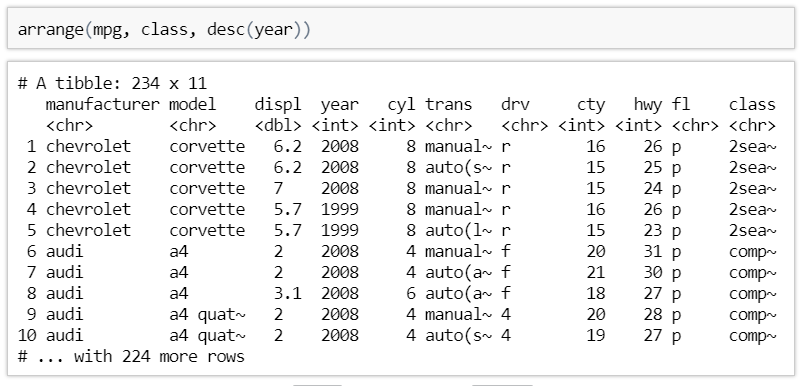 arrange(mpg, class, desc(year))
# A tibble: 234 x 11
manufacturer model displ year cyl trans drv cty hwy fl class
<chr> <chr> <dbl> <int> <int> <chr> <chr> <int> <int> <chr> <chr>
1 chevrolet corvette 6.2 2008 8 manual~ r 16 26 p 2sea~
2 chevrolet corvette 6.2 2008 8 auto(s~ r 15 25 p 2sea~
3 chevrolet corvette 7 2008 8 manual~ r 15 24 p 2sea~
4 chevrolet corvette 5.7 1999 8 manual~ r 16 26 p 2sea~
5 chevrolet corvette 5.7 1999 8 auto(l~ r 15 23 p 2sea~
6 audi a4 2 2008 4 manual~ f 20 31 p comp~
7 audi a4 2 2008 4 auto(a~ f 21 30 p comp~
8 audi a4 3.1 2008 6 auto(a~ f 18 27 p comp~
9 audi a4 quat~ 2 2008 4 manual~ 4 20 28 p comp~
10 audi a4 quat~ 2 2008 4 auto(s~ 4 19 27 p comp~
# ... with 224 more rows